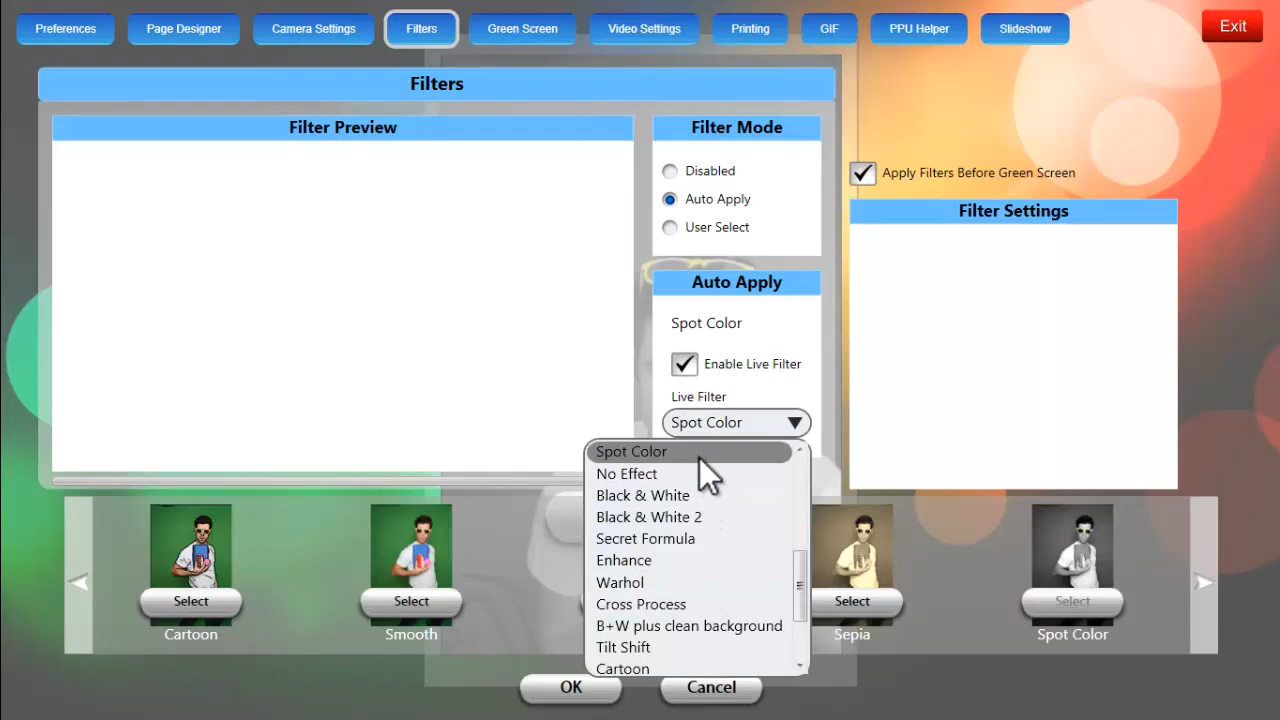 Preferences
Page Designer
Camera Settings
Filters
Green Screen
Video Settings
Printing
GIF
PPU Helper
Slideshow
Exit
Filters
Filter Preview
Filter Mode
Disabled
Auto Apply
User Select
Apply Filters Before Green Screen
Filter Settings
Auto Apply
Spot Color
Enable Live Filter
Live Filter
Spot Color
Spot Color
No Effect
Black & White
Black & White 2
Secret Formula
Enhance
Warhol
Cross Process
B+W plus clean background
Tilt Shift
Cartoon
Select
Cartoon
Select
Smooth
Select
Sepia
Select
Spot Color
OK
Cancel